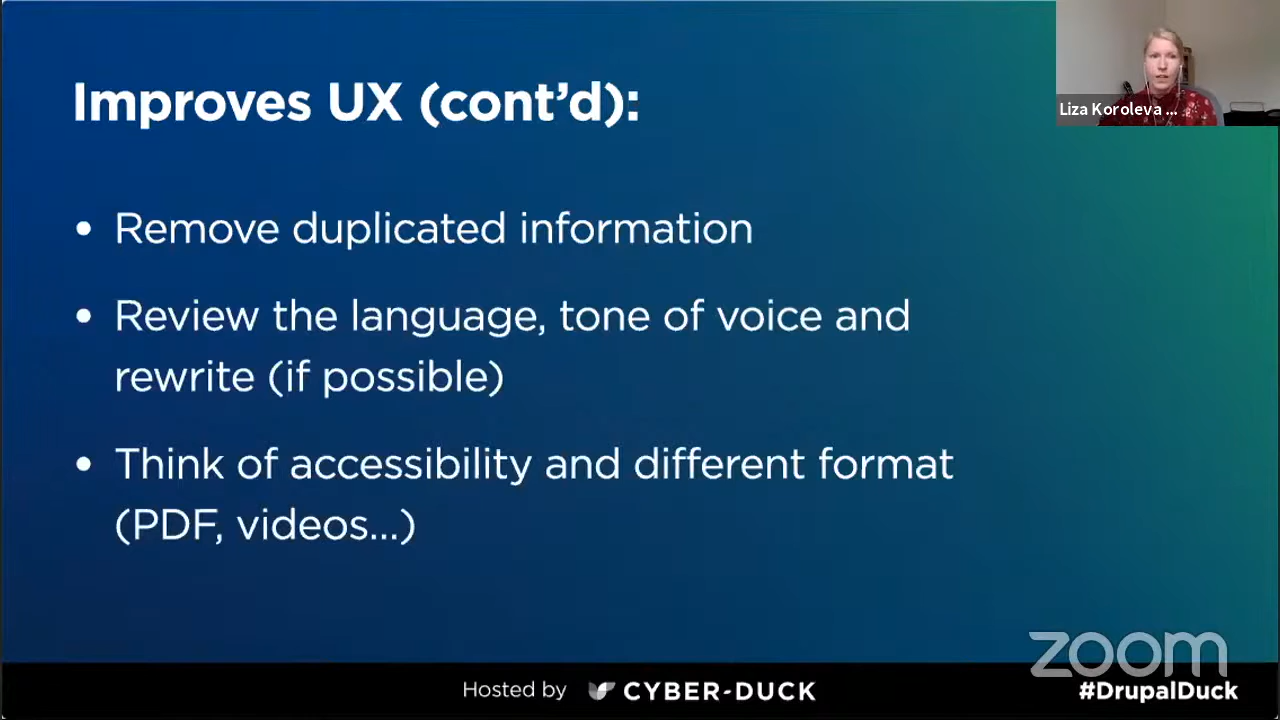 Improves UX (cont’d):
Liza Koroleva ...
• Remove duplicated information
• Review the language, tone of voice and
rewrite (if possible)
• Think of accessibility and different format
(PDF, videos...)
zoom
Hosted by CYBER-DUCK
#DrupalDuck